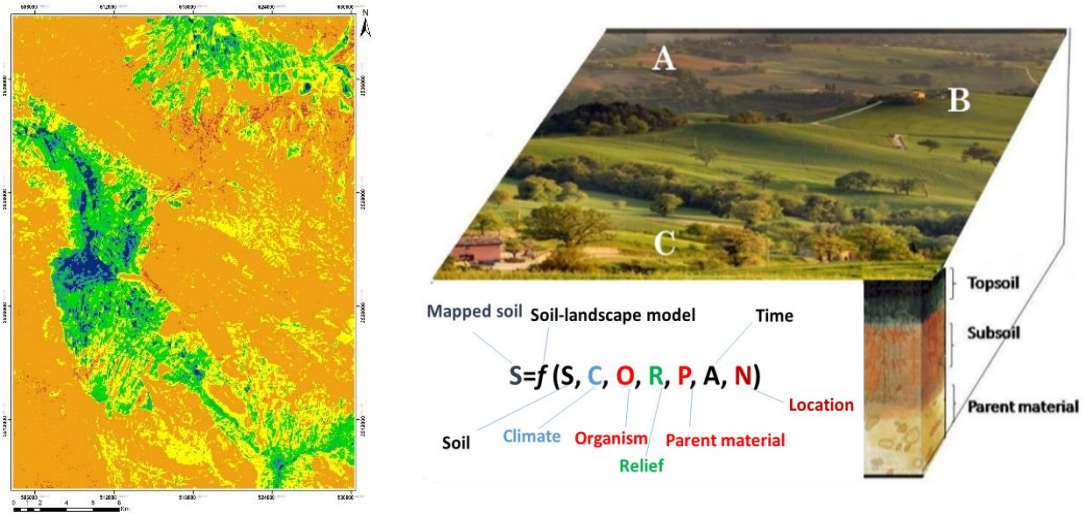 N
A
B
C
Topsoil
Subsoil
Parent material
Mapped soil
Soil-landscape model
Time
S=f (S, C, O, R, P, A, N)
Location
Soil
Climate
Organism
Parent material
Relief
Km